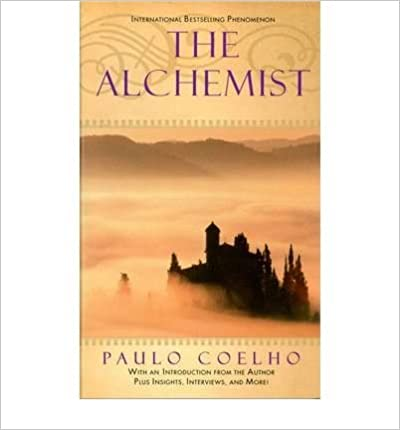 International Bestselling Phenomenon
THE
ALCHEMIST
PAULO COELHO
With an Introduction from the Author
Plus Insights, Interviews, and More!